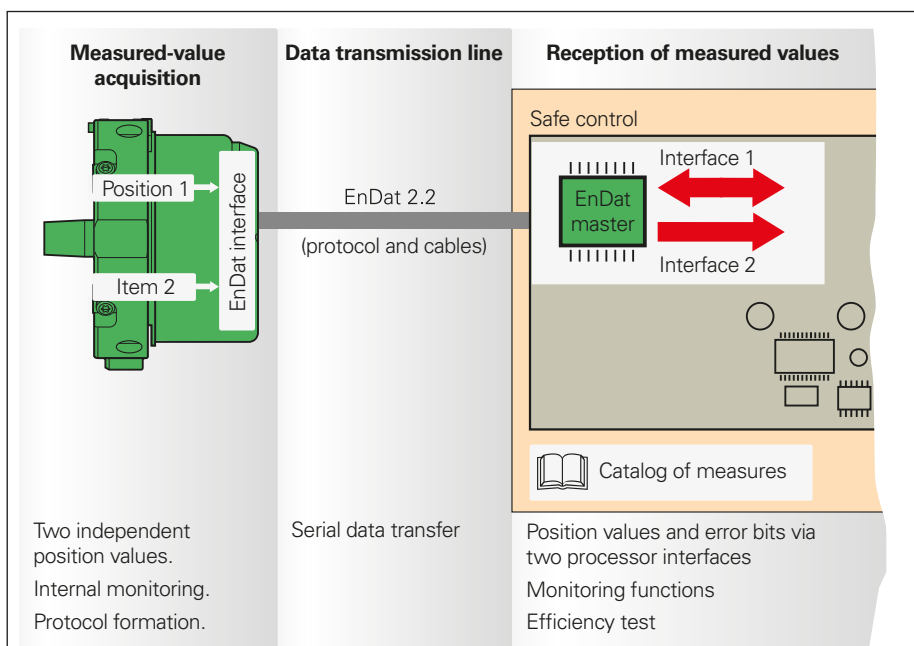 Measured-value
acquisition
Data transmission line
Reception of measured values
Position 1
Item 2
EnDat interface
EnDat 2.2
(protocol and cables)
Safe control
EnDat
master
Interface 1
Interface 2
Catalog of measures
Two independent
position values.
Internal monitoring.
Protocol formation.
Serial data transfer
Position values and error bits via
two processor interfaces
Monitoring functions
Efficiency test